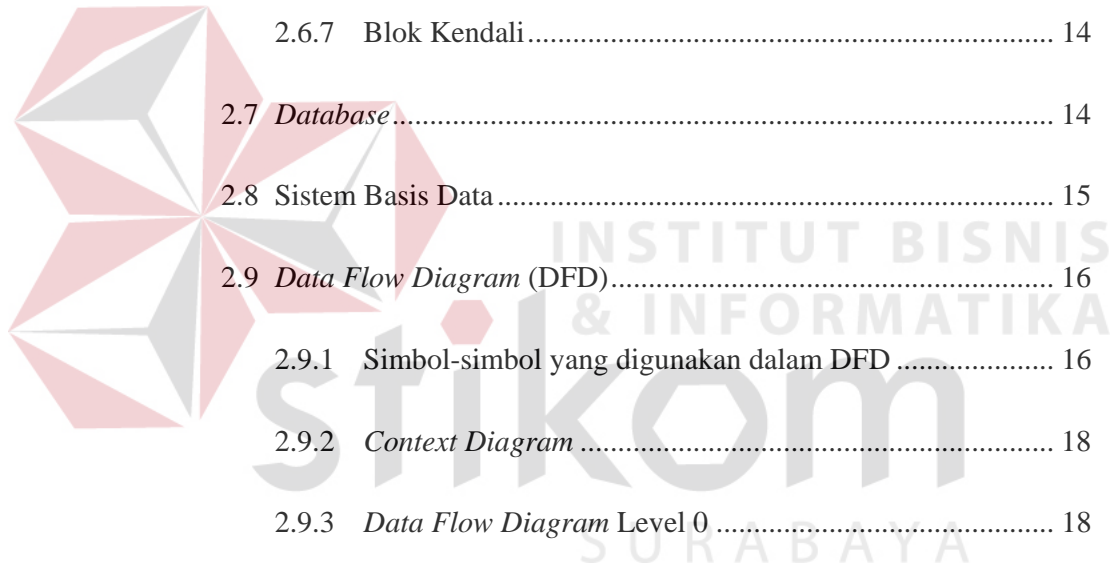 2.6.7 Blok Kendali.......................................................................... 14
2.7 Database............................................................................................ 14
2.8 Sistem Basis Data.............................................................................. 15
INSTITUT BISNIS
2.9 Data Flow Diagram (DFD).............................................................. 16
& INFORMATIKA
2.9.1 Simbol-simbol yang digunakan dalam DFD .................... 16
stikom
2.9.2 Context Diagram .................................................................. 18
2.9.3 Data Flow Diagram Level 0 ............................................... 18
SURABAYA